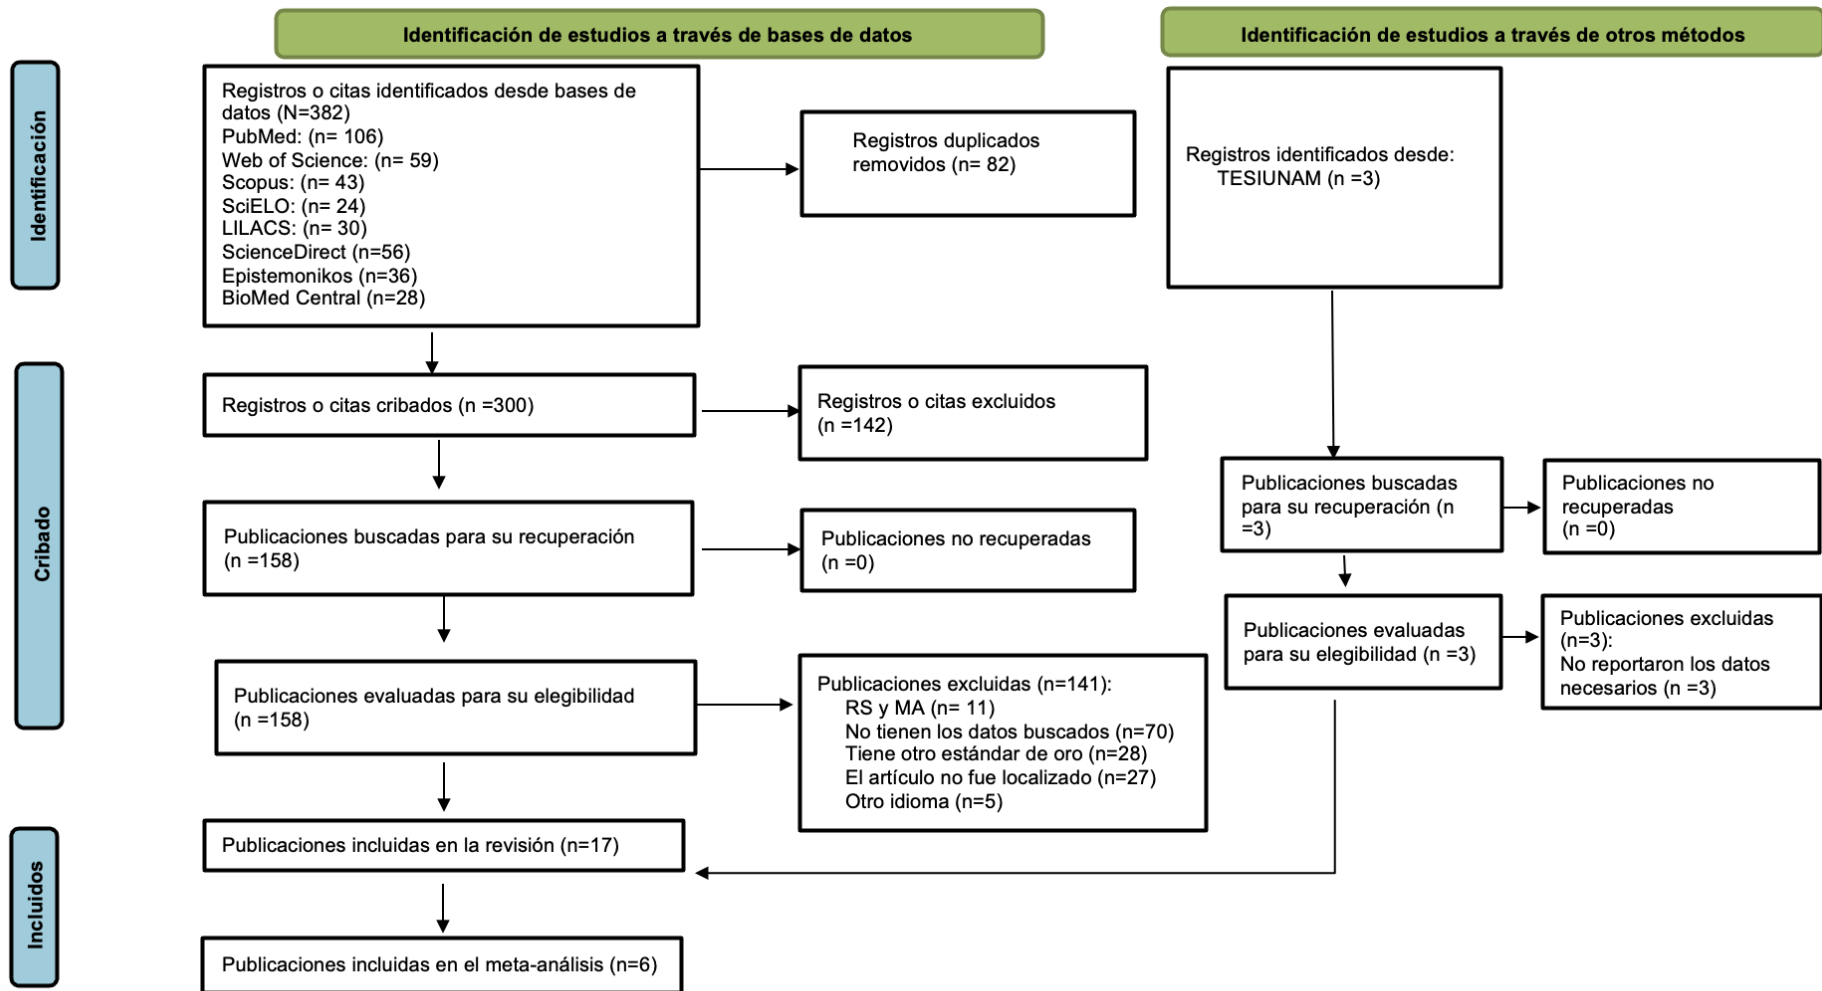 Identificación de estudios a través de bases de datos
Identificación de estudios a través de otros métodos
Identificación
Registros o citas identificados desde bases de
datos (N=382)
PubMed: (n= 106)
Web of Science: (n= 59)
Scopus: (n= 43)
SciELO: (n= 24)
LILACS: (n= 30)
ScienceDirect (n=56)
Epistemonikos (n=36)
BioMed Central (n=28)
Registros duplicados
removidos (n= 82)
Registros identificados desde:
TESIUNAM (n =3)
Cribado
Registros o citas cribados (n =300)
Registros o citas excluidos
(n =142)
Publicaciones buscadas para su recuperación
(n =158)
Publicaciones no recuperadas
(n =0)
Publicaciones buscadas
para su recuperación (n
=3)
Publicaciones no
recuperadas
(n =0)
Publicaciones evaluadas para su elegibilidad
(n =158)
Publicaciones excluidas (n=141):
RS y MA (n= 11)
No tienen los datos buscados (n=70)
Tiene otro estándar de oro (n=28)
El artículo no fue localizado (n=27)
Otro idioma (n=5)
Publicaciones evaluadas
para su elegibilidad (n =3)
Publicaciones excluidas
(n=3):
No reportaron los datos
necesarios (n =3)
Incluidos
Publicaciones incluidas en la revisión (n=17)
Publicaciones incluidas en el meta-análisis (n=6)